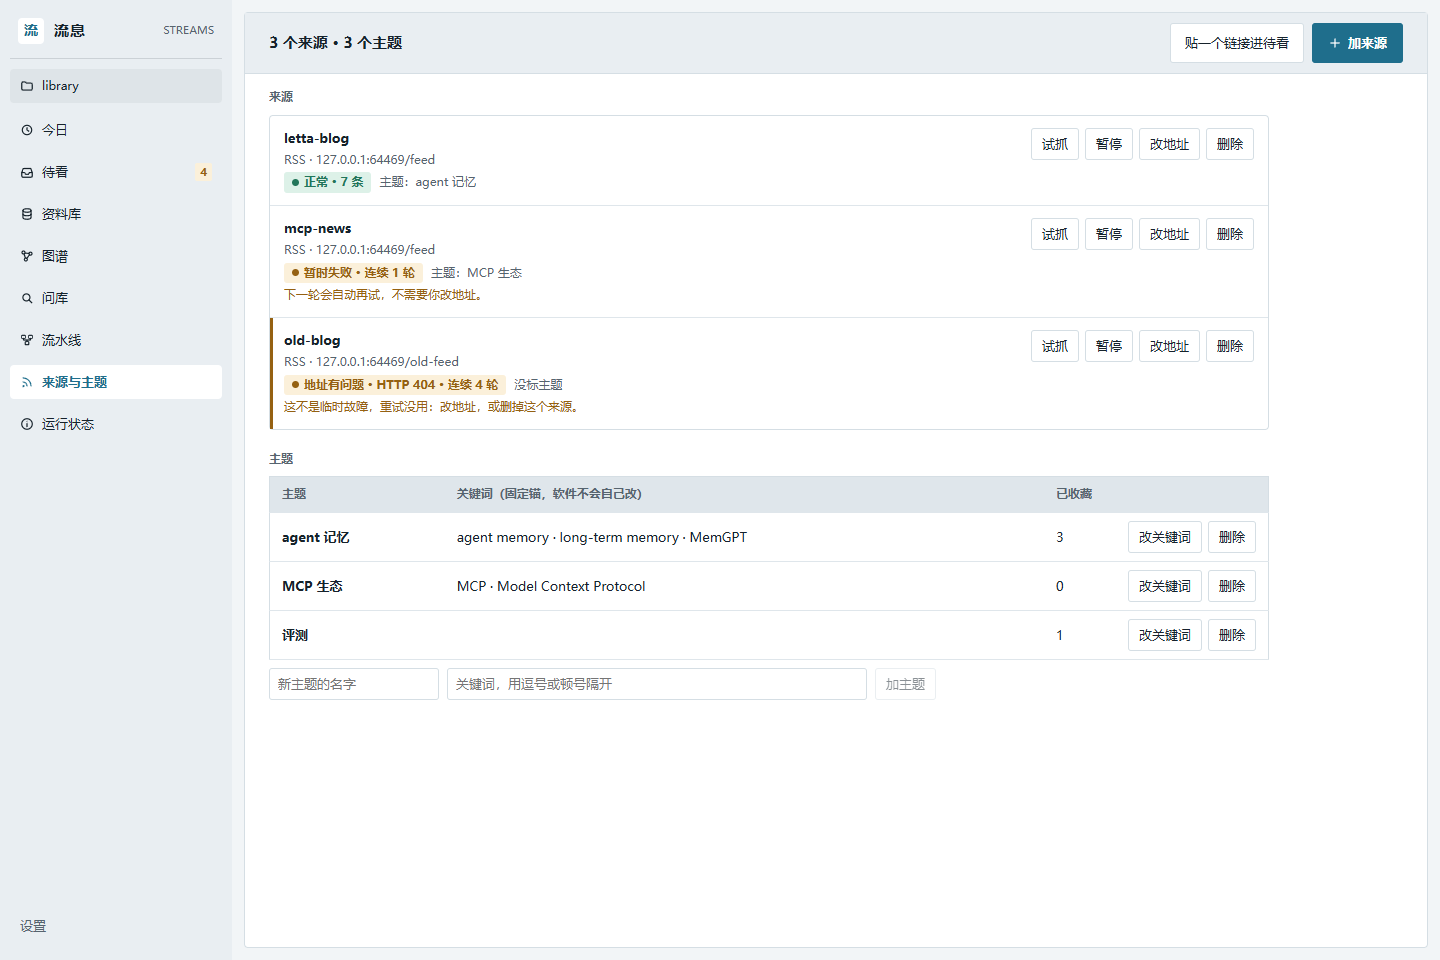 流 流息 STREAMS
library
今日
待看 4
资料库
图谱
问库
流水线
来源与主题
运行状态
设置
3 个来源 • 3 个主题 贴一个链接进待看 + 加来源
来源
letta-blog 试抓 暂停 改地址 删除
RSS · 127.0.0.1:64469/feed
正常 • 7 条 主题：agent 记忆
mcp-news 试抓 暂停 改地址 删除
RSS · 127.0.0.1:64469/feed
暂时失败 • 连续 1 轮 主题：MCP 生态
下一轮会自动再试，不需要你改地址。
old-blog 试抓 暂停 改地址 删除
RSS · 127.0.0.1:64469/old-feed
地址有问题 • HTTP 404 • 连续 4 轮 没标主题
这不是临时故障，重试没用：改地址，或删掉这个来源。
主题
主题 关键词（固定锚，软件不会自己改） 已收藏
agent 记忆 agent memory · long-term memory · MemGPT 3 改关键词 删除
MCP 生态 MCP · Model Context Protocol 0 改关键词 删除
评测 1 改关键词 删除
新主题的名字 关键词，用逗号或顿号隔开 加主题